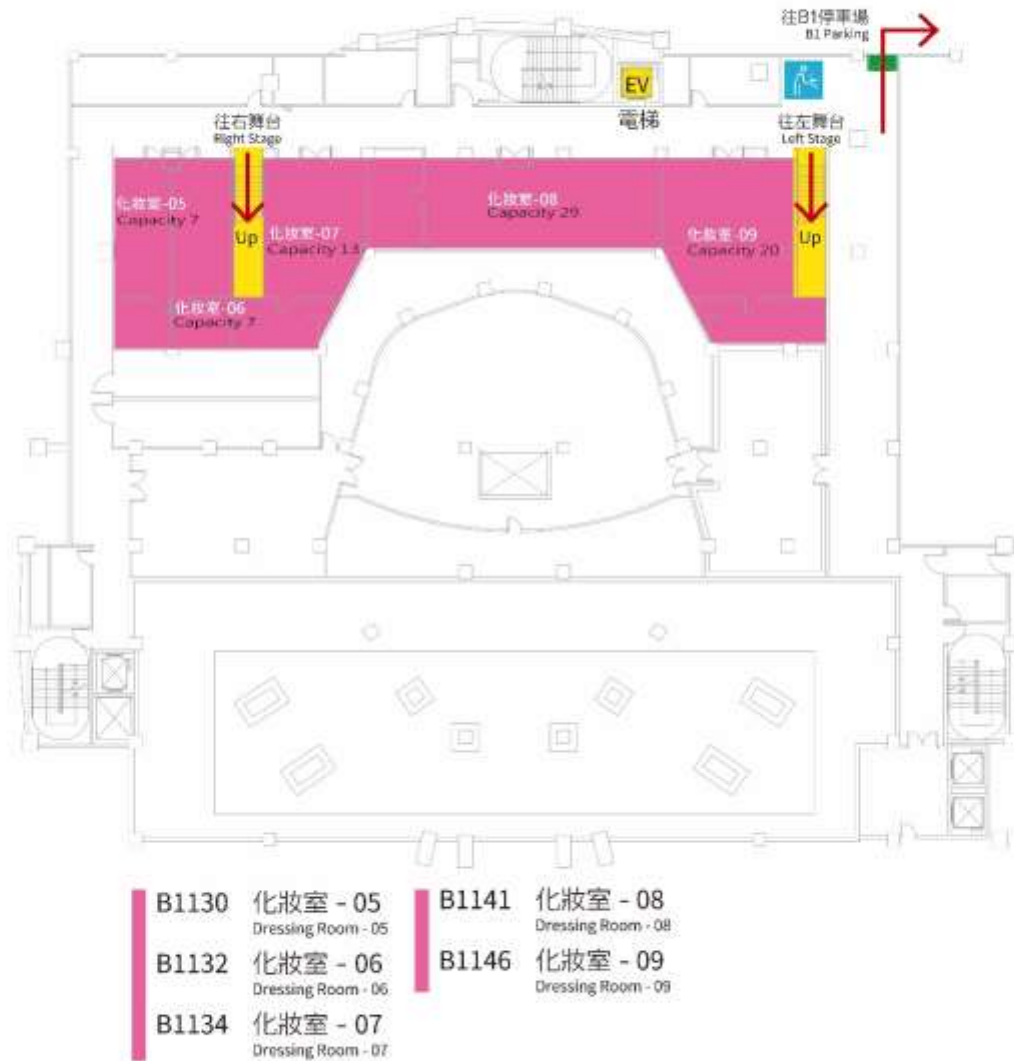 往B1停車場
B1 Parking
EV
電梯
往右舞台
Right Stage
往左舞台
Left Stage
化妝室-05
Capacity 7
Up
化妝室-07
Capacity 13
化妝室-08
Capacity 29
化妝室-09
Capacity 20
Up
化妝室-06
Capacity 7
B1130 化妝室 - 05
Dressing Room - 05
B1132 化妝室 - 06
Dressing Room - 06
B1134 化妝室 - 07
Dressing Room - 07
B1141 化妝室 - 08
Dressing Room - 08
B1146 化妝室 - 09
Dressing Room - 09